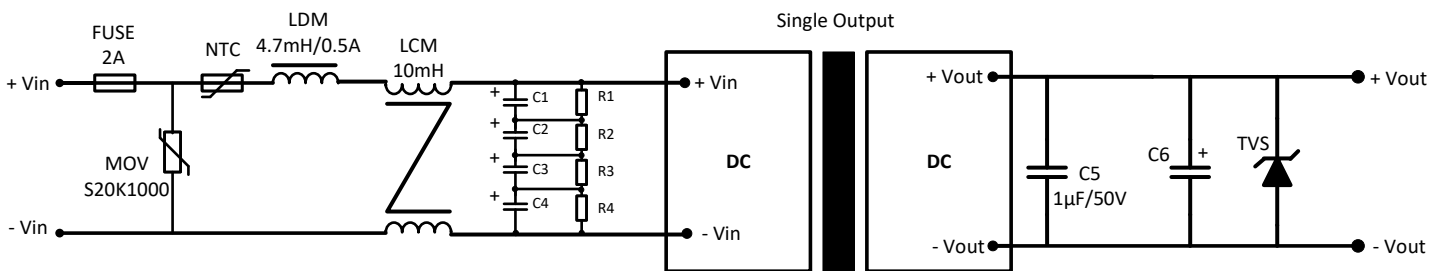 Single Output
FUSE
2A
NTC
LDM
4.7mH/0.5A
LCM
10mH
+ Vin
MOV
S20K1000
- Vin
+ C1
+ C2
+ C3
+ C4
R1
R2
R3
R4
+ Vin
DC
- Vin
+ Vout
DC
- Vout
C5
1µF/50V
C6 +
TVS
+ Vout
- Vout